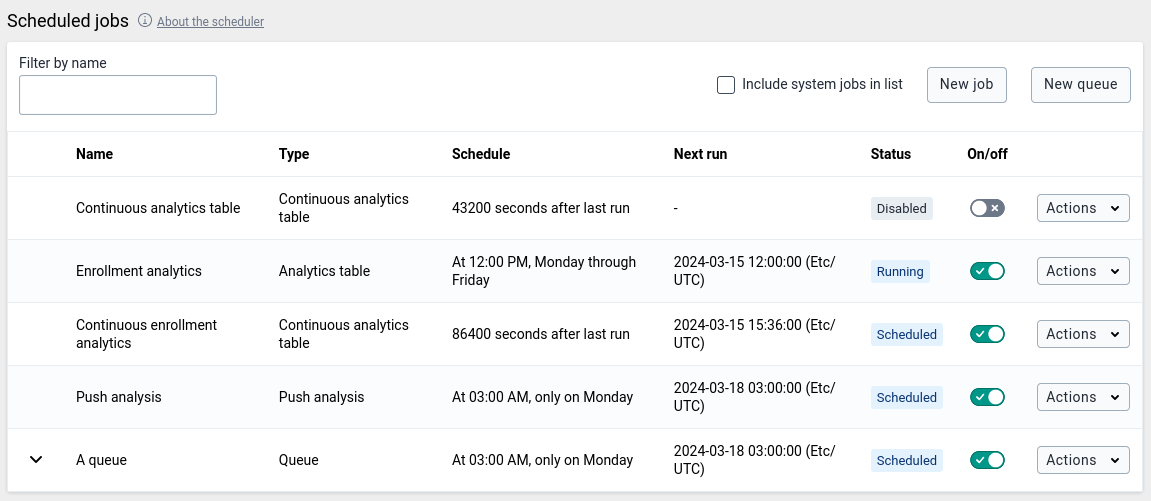 Scheduled jobs About the scheduler
Filter by name
Include system jobs in list New job New queue
Name Type Schedule Next run Status On/off
Continuous analytics table Continuous analytics table 43200 seconds after last run - Disabled Actions
Enrollment analytics Analytics table At 12:00 PM, Monday through Friday 2024-03-15 12:00:00 (Etc/UTC) Running Actions
Continuous enrollment analytics Continuous analytics table 86400 seconds after last run 2024-03-15 15:36:00 (Etc/UTC) Scheduled Actions
Push analysis Push analysis At 03:00 AM, only on Monday 2024-03-18 03:00:00 (Etc/UTC) Scheduled Actions
A queue Queue At 03:00 AM, only on Monday 2024-03-18 03:00:00 (Etc/UTC) Scheduled Actions